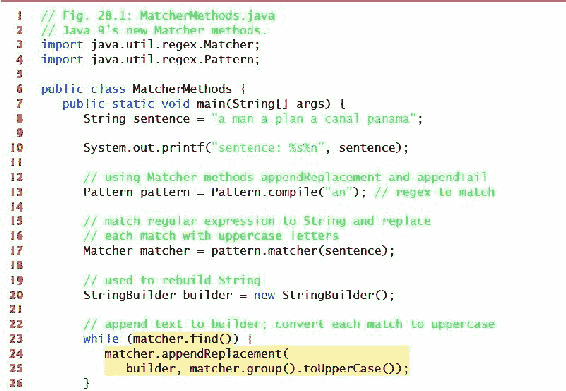 1 // Fig. 28.1: MatcherMethods.java
2 // Java 9's new Matcher methods.
3 import java.util.regex.Matcher;
4 import java.util.regex.Pattern;
5
6 public class MatcherMethods {
7 public static void main(String[] args) {
8 String sentence = "a man a plan a canal panama";
9
10 System.out.printf("sentence: %s%n", sentence);
11
12 // using Matcher methods appendReplacement and appendTail
13 Pattern pattern = Pattern.compile("an"); // regex to match
14
15 // match regular expression to String and replace
16 // each match with uppercase letters
17 Matcher matcher = pattern.matcher(sentence);
18
19 // used to rebuild String
20 StringBuilder builder = new StringBuilder();
21
22 // append text to builder; convert each match to uppercase
23 while (matcher.find()) {
24 matcher.appendReplacement(
25 builder, matcher.group().toUpperCase());
26 }